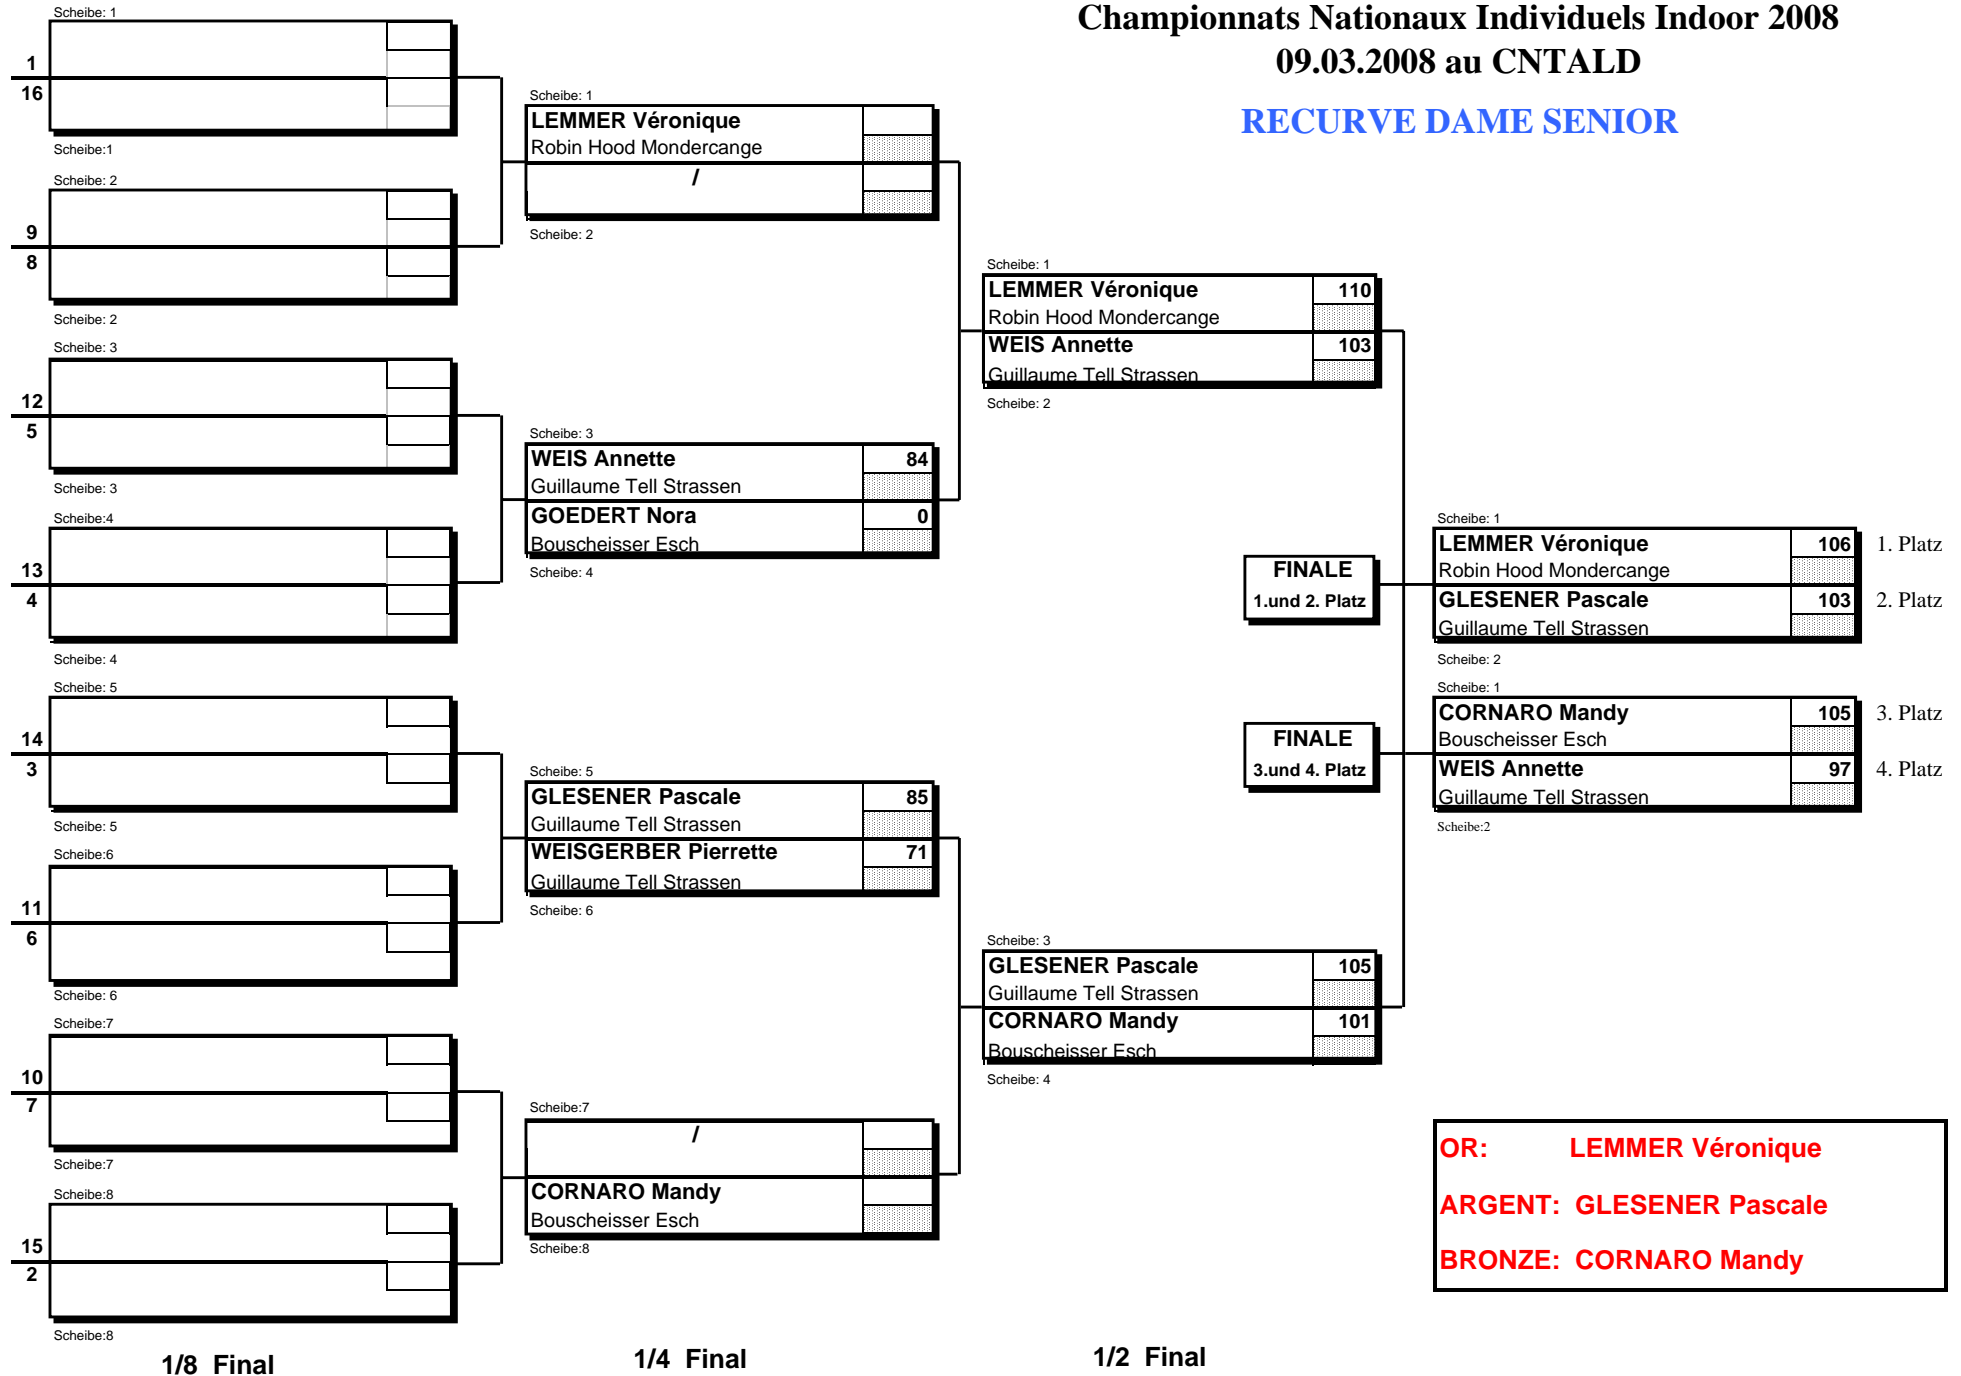 Championnats Nationaux Individuels Indoor 2008
09.03.2008 au CNTALD
RECURVE DAME SENIOR
Scheibe: 1
1
16
Scheibe:1
Scheibe: 2
9
8
Scheibe: 2
Scheibe: 3
12
5
Scheibe: 3
Scheibe:4
13
4
Scheibe: 4
Scheibe: 5
14
3
Scheibe: 5
Scheibe:6
11
6
Scheibe: 6
Scheibe:7
10
7
Scheibe:7
Scheibe:8
15
2
Scheibe:8
1/8 Final
Scheibe: 1
LEMMER Véronique
Robin Hood Mondercange
/
Scheibe: 2
Scheibe: 3
WEIS Annette 84
Guillaume Tell Strassen
GOEDERT Nora 0
Bouscheisser Esch
Scheibe: 4
Scheibe: 5
GLESENER Pascale 85
Guillaume Tell Strassen
WEISGERBER Pierrette 71
Guillaume Tell Strassen
Scheibe: 6
Scheibe:7
/
CORNARO Mandy
Bouscheisser Esch
Scheibe:8
1/4 Final
Scheibe: 1
LEMMER Véronique 110
Robin Hood Mondercange
WEIS Annette 103
Guillaume Tell Strassen
Scheibe: 2
Scheibe: 3
GLESENER Pascale 105
Guillaume Tell Strassen
CORNARO Mandy 101
Bouscheisser Esch
Scheibe: 4
1/2 Final
FINALE
1.und 2. Platz
Scheibe: 1
LEMMER Véronique 106 1. Platz
Robin Hood Mondercange
GLESENER Pascale 103 2. Platz
Guillaume Tell Strassen
Scheibe: 2
FINALE
3.und 4. Platz
Scheibe: 1
CORNARO Mandy 105 3. Platz
Bouscheisser Esch
WEIS Annette 97 4. Platz
Guillaume Tell Strassen
Scheibe:2
OR: LEMMER Véronique
ARGENT: GLESENER Pascale
BRONZE: CORNARO Mandy